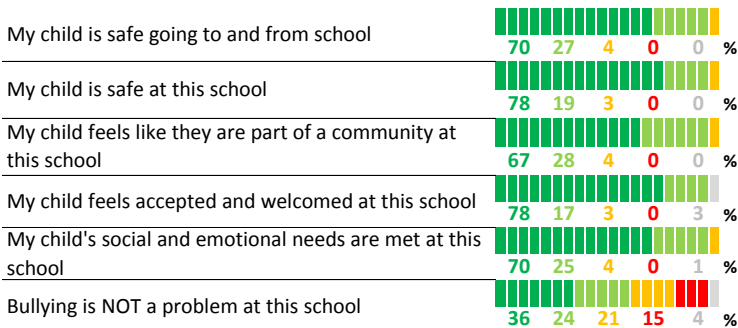 My child is safe going to and from school
70 27 4 0 0 %
My child is safe at this school
78 19 3 0 0 %
My child feels like they are part of a community at
this school
67 28 4 0 0 %
My child feels accepted and welcomed at this school
78 17 3 0 3 %
My child's social and emotional needs are met at this
school
70 25 4 0 1 %
Bullying is NOT a problem at this school
36 24 21 15 4 %